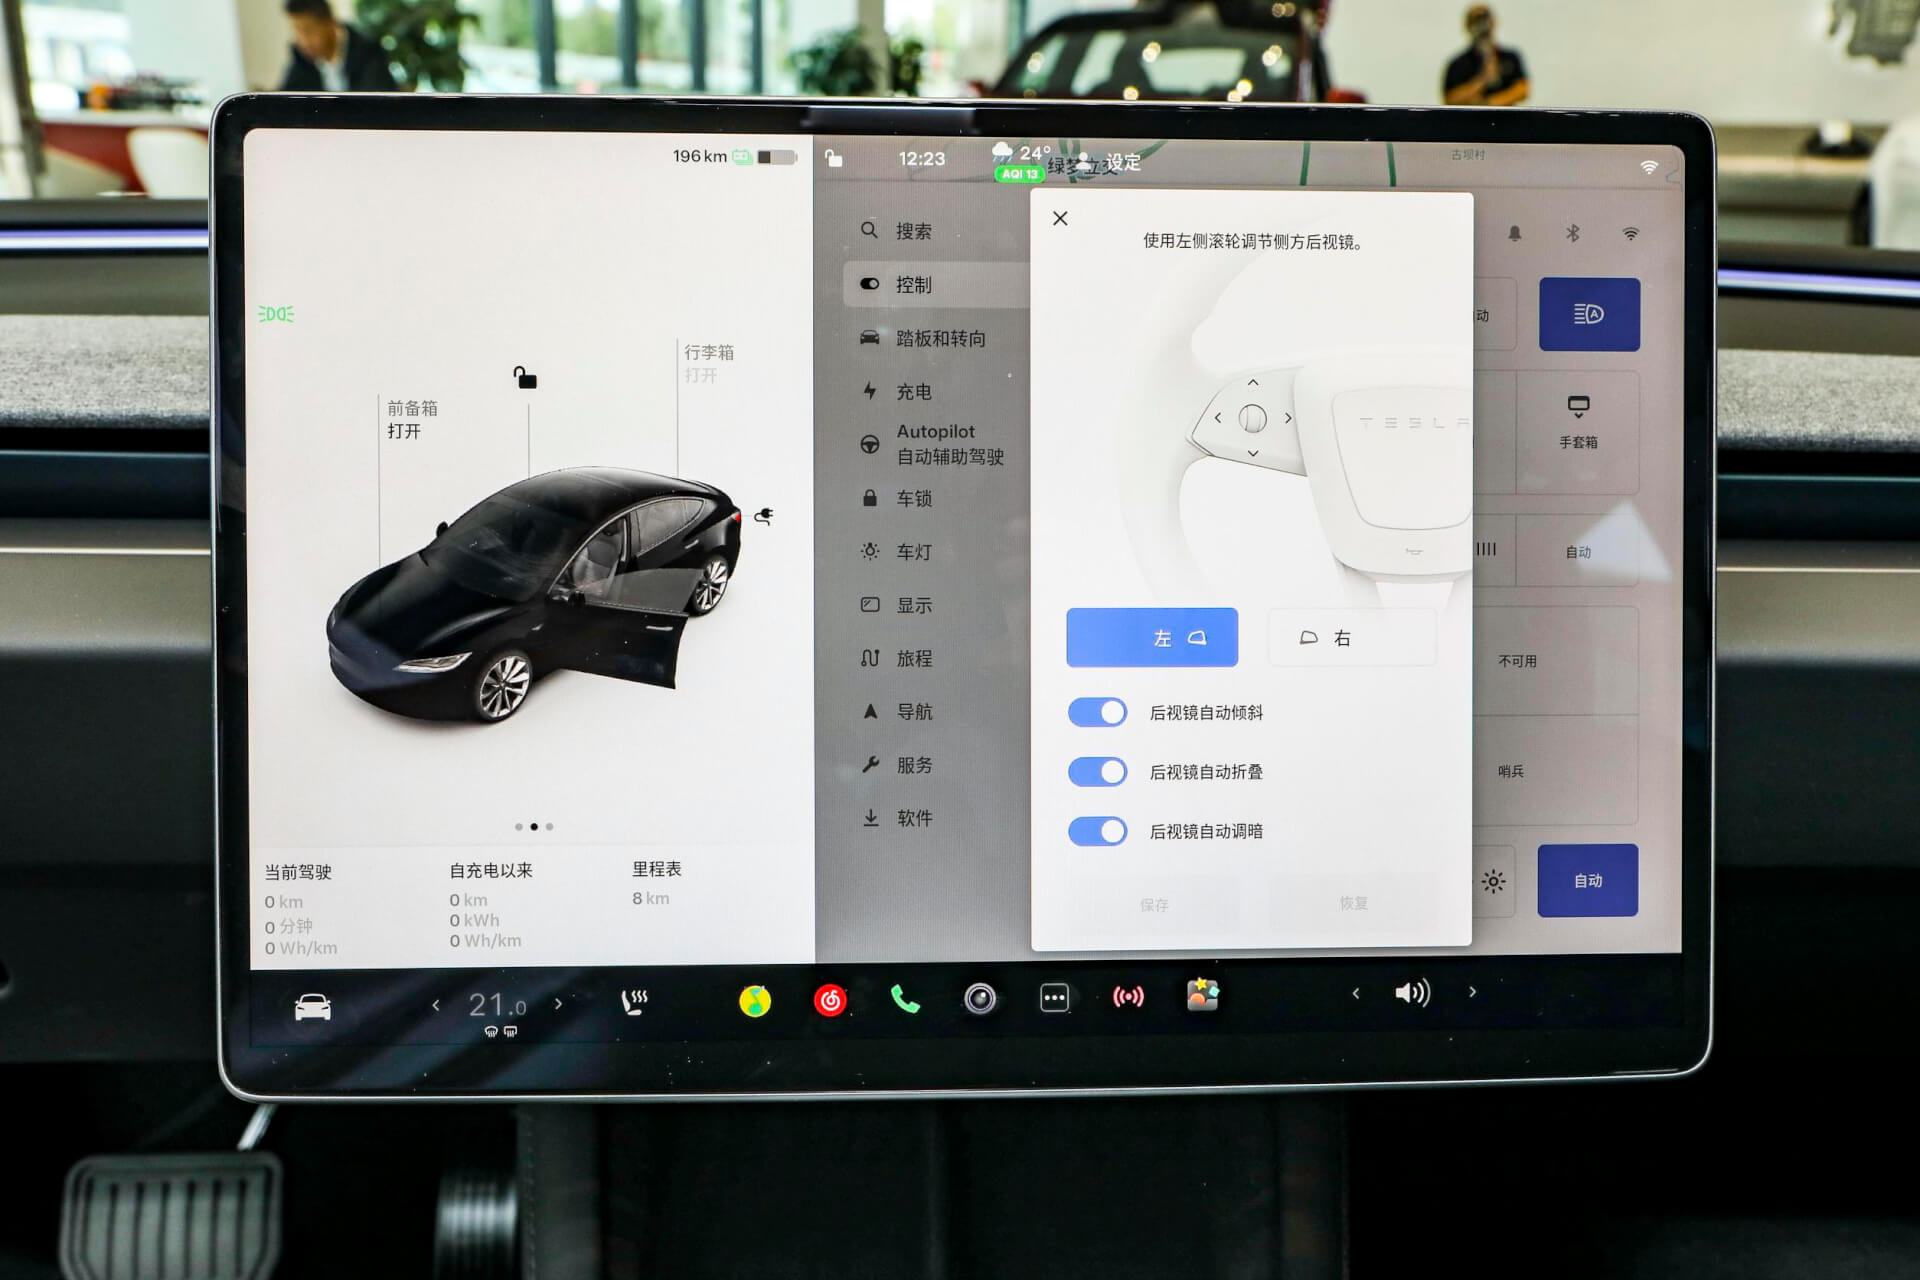 196 km
12:23
24°
AQI 13
绿梦立交
设定
古坝村
行李箱
打开
前备箱
打开
当前驾驶
0 km
0 分钟
0 Wh/km
自充电以来
0 km
0 kWh
0 Wh/km
里程表
8 km
搜索
控制
踏板和转向
充电
Autopilot
自动辅助驾驶
车锁
车灯
显示
旅程
导航
服务
软件
使用左侧滚轮调节侧方后视镜。
TESLA
左
右
后视镜自动倾斜
后视镜自动折叠
后视镜自动调暗
保存
恢复
动
A
手套箱
自动
不可用
哨兵
自动
21.0